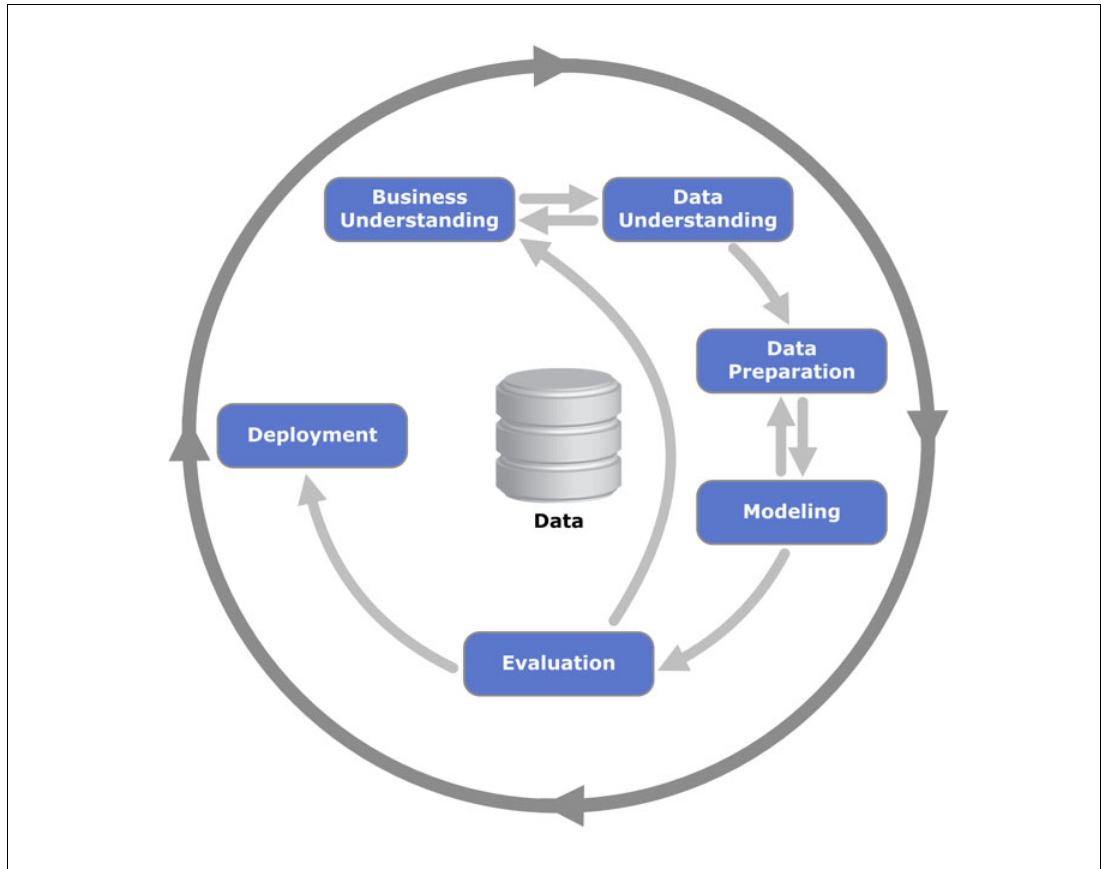 Business
Understanding
Data
Understanding
Data
Preparation
Deployment
Modeling
Data
Evaluation